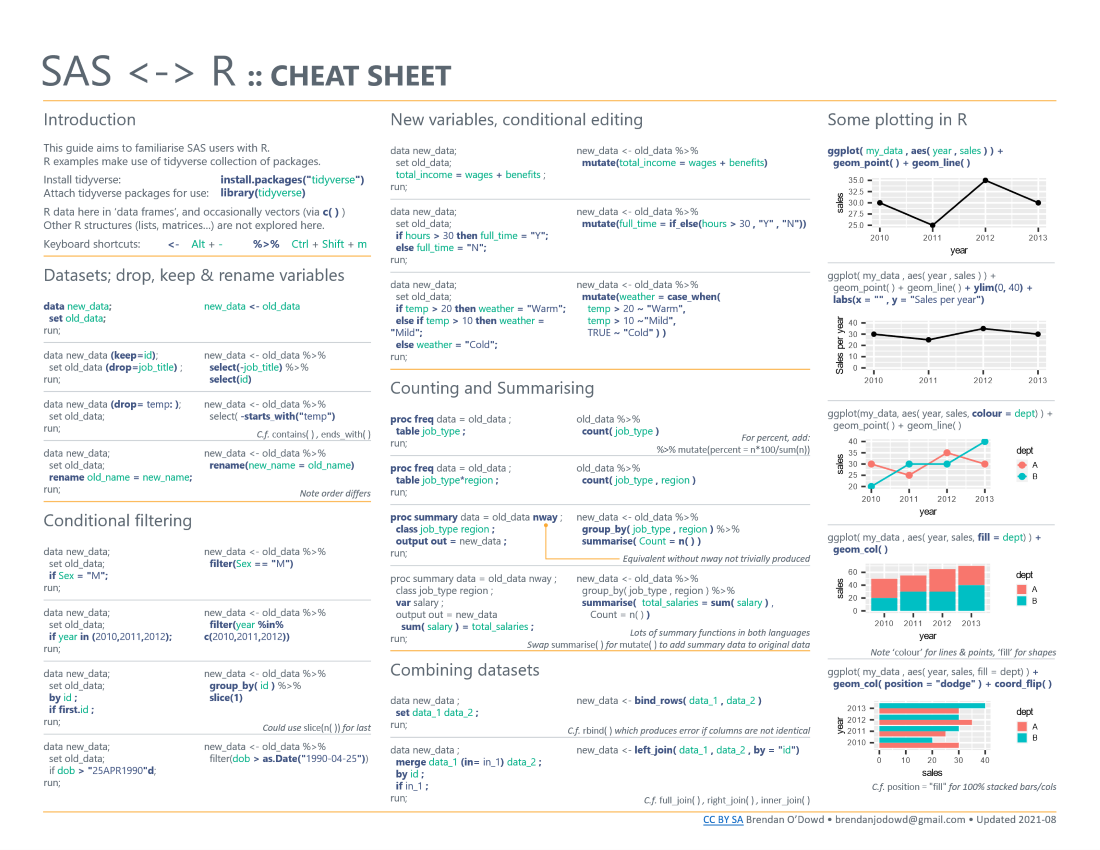 SAS <-> R :: CHEAT SHEET
Introduction
This guide aims to familiarise SAS users with R.
R examples make use of tidyverse collection of packages.
Install tidyverse: install.packages("tidyverse")
Attach tidyverse packages for use: library(tidyverse)
R data here in 'data frames', and occasionally vectors (via c( ) )
Other R structures (lists, matrices...) are not explored here.
Keyboard shortcuts: <- Alt + - %>% Ctrl + Shift + m
Datasets; drop, keep & rename variables
data new_data;
set old_data;
run;
new_data <- old_data
data new_data (keep=id);
set old_data (drop=job_title) ;
run;
new_data <- old_data %>%
select(-job_title) %>%
select(id)
data new_data (drop= temp: );
set old_data;
run;
new_data <- old_data %>%
select( -starts_with("temp")
C.f. contains( ) , ends_with( )
data new_data;
set old_data;
rename old_name = new_name;
run;
new_data <- old_data %>%
rename(new_name = old_name)
Note order differs
Conditional filtering
data new_data;
set old_data;
if Sex = "M";
run;
new_data <- old_data %>%
filter(Sex == "M")
data new_data;
set old_data;
if year in (2010,2011,2012);
run;
new_data <- old_data %>%
filter(year %in%
c(2010,2011,2012))
data new_data;
set old_data;
by id ;
if first.id ;
run;
new_data <- old_data %>%
group_by( id ) %>%
slice(1)
Could use slice(n( )) for last
data new_data;
set old_data;
if dob > "25APR1990"d;
run;
new_data <- old_data %>%
filter(dob > as.Date("1990-04-25"))
New variables, conditional editing
data new_data;
set old_data;
total_income = wages + benefits ;
run;
new_data <- old_data %>%
mutate(total_income = wages + benefits)
data new_data;
set old_data;
if hours > 30 then full_time = "Y";
else full_time = "N";
run;
new_data <- old_data %>%
mutate(full_time = if_else(hours > 30 , "Y" , "N"))
data new_data;
set old_data;
if temp > 20 then weather = "Warm";
else if temp > 10 then weather =
"Mild";
else weather = "Cold";
run;
new_data <- old_data %>%
mutate(weather = case_when(
temp > 20 ~ "Warm",
temp > 10 ~"Mild",
TRUE ~ "Cold" ) )
Counting and Summarising
proc freq data = old_data ;
table job_type ;
run;
old_data %>%
count( job_type )
For percent, add:
%>% mutate(percent = n*100/sum(n))
proc freq data = old_data ;
table job_type*region ;
run;
old_data %>%
count( job_type , region )
proc summary data = old_data nway ;
class job_type region ;
output out = new_data ;
run;
new_data <- old_data %>%
group_by( job_type , region ) %>%
summarise( Count = n( ) )
Equivalent without nway not trivially produced
proc summary data = old_data nway ;
class job_type region ;
var salary ;
output out = new_data
sum( salary ) = total_salaries ;
run;
new_data <- old_data %>%
group_by( job_type , region ) %>%
summarise( total_salaries = sum( salary ) ,
Count = n( ) )
Lots of summary functions in both languages
Swap summarise( ) for mutate( ) to add summary data to original data
Combining datasets
data new_data ;
set data_1 data_2 ;
run;
new_data <- bind_rows( data_1 , data_2 )
C.f. rbind( ) which produces error if columns are not identical
data new_data ;
merge data_1 (in= in_1) data_2 ;
by id ;
if in_1 ;
run;
new_data <- left_join( data_1 , data_2 , by = "id")
C.f. full_join( ) , right_join( ) , inner_join( )
Some plotting in R
ggplot( my_data , aes( year , sales ) ) +
geom_point( ) + geom_line( )
35.0
32.5
30.0
27.5
25.0
sales
2010 2011 2012 2013
year
ggplot( my_data , aes( year , sales ) ) +
geom_point( ) + geom_line( ) + ylim(0, 40) +
labs(x = "" , y = "Sales per year")
40
30
20
10
0
Sales per year
2010 2011 2012 2013
ggplot(my_data, aes( year, sales, colour = dept) ) +
geom_point( ) + geom_line( )
40
35
30
25
20
sales
2010 2011 2012 2013
year
dept
A
B
ggplot( my_data, aes( year, sales, fill = dept) ) +
geom_col( )
60
40
20
0
sales
2010 2011 2012 2013
year
dept
A
B
Note 'colour' for lines & points, 'fill' for shapes
ggplot( my_data, aes( year, sales, fill = dept) ) +
geom_col( position = "dodge" ) + coord_flip( )
2013
2012
2011
2010
year
0 10 20 30 40
sales
dept
A
B
C.f. position = "fill" for 100% stacked bars/cols
CC BY SA Brendan O'Dowd • brendanjodowd@gmail.com • Updated 2021-08